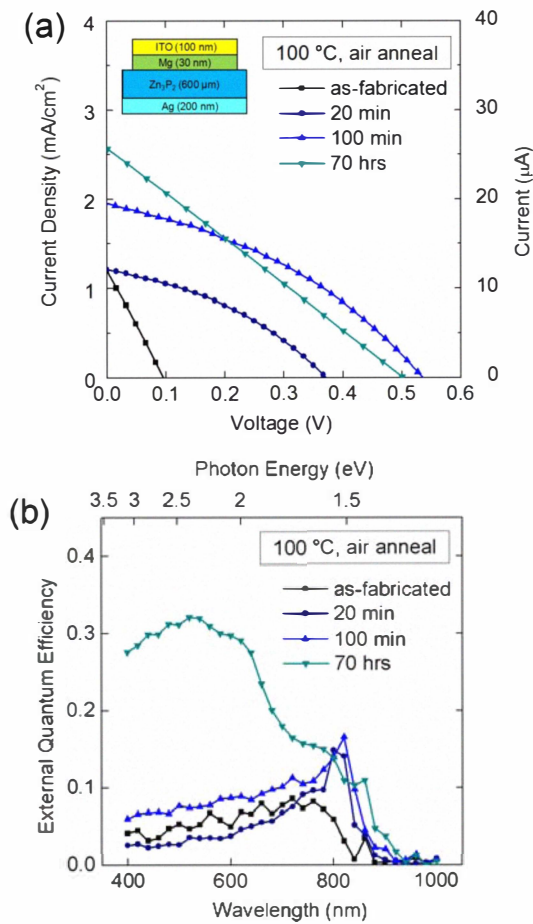 (a)
4
3
2
1
0
Current Density (mA/cm²)
40
30
20
10
0
Current (μA)
ITO (100 nm)
Mg (30 nm)
Zn₃P₂ (600 μm)
Ag (200 nm)
100 °C, air anneal
as-fabricated
20 min
100 min
70 hrs
0.0 0.1 0.2 0.3 0.4 0.5 0.6
Voltage (V)
Photon Energy (eV)
(b)
3.5 3 2.5 2 1.5
0.4
0.3
0.2
0.1
0.0
External Quantum Efficiency
100 °C, air anneal
as-fabricated
20 min
100 min
70 hrs
400 600 800 1000
Wavelength (nm)